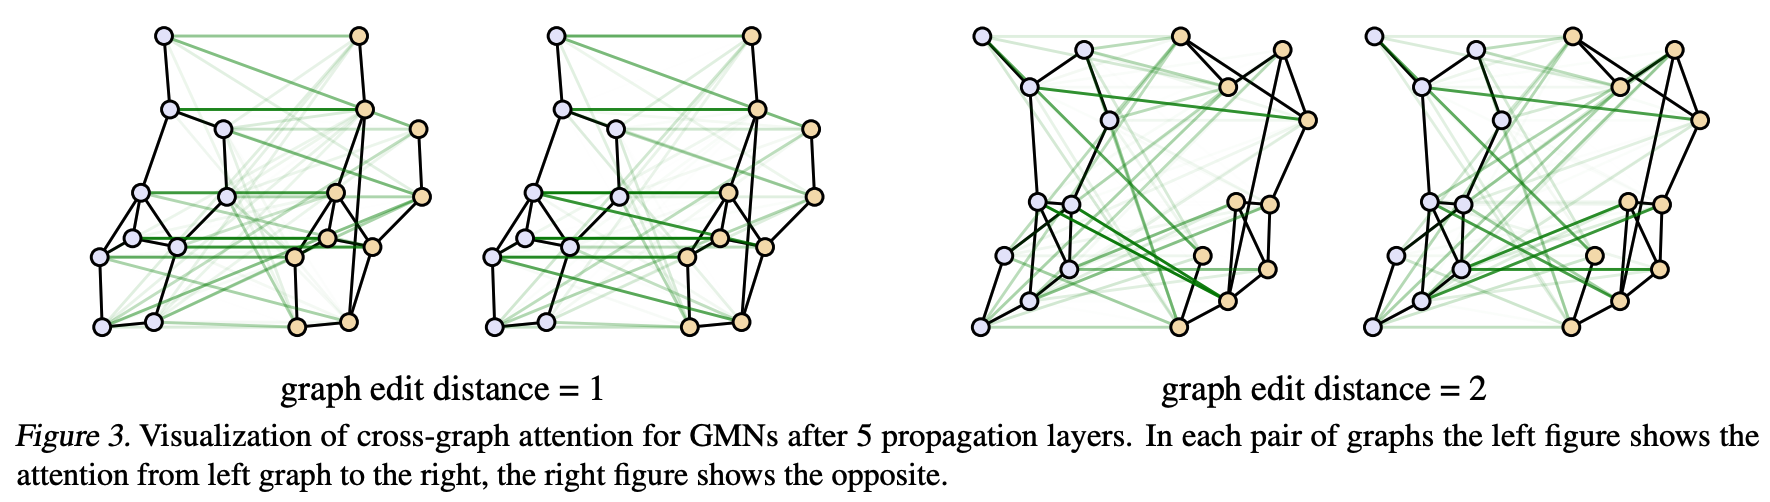 graph edit distance = 1
graph edit distance = 2
Figure 3. Visualization of cross-graph attention for GMNs after 5 propagation layers. In each pair of graphs the left figure shows the
attention from left graph to the right, the right figure shows the opposite.